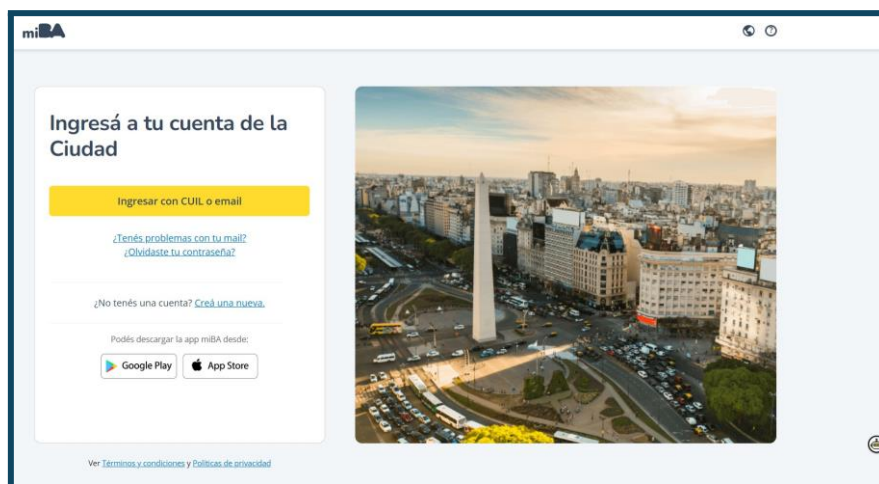 miBA
Ingresá a tu cuenta de la
Ciudad
Ingresar con CUIL o email
¿Tenés problemas con tu mail?
¿Olvidaste tu contraseña?
¿No tenés una cuenta? Creá una nueva.
Podés descargar la app miBA desde:
Google Play
App Store
Ver Términos y condiciones y Políticas de privacidad